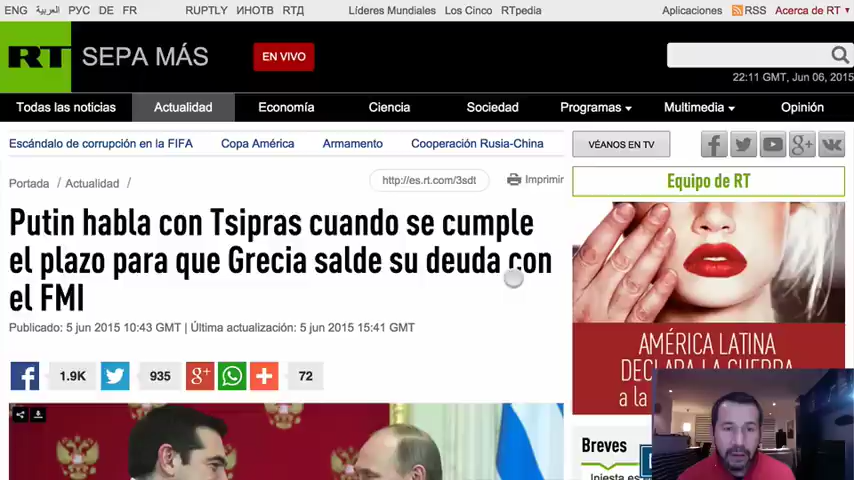 ENG العربية РУС DE FR RUPTLY ИНОТВ RTД Líderes Mundiales Los Cinco RTpedia Aplicaciones RSS Acerca de RT
RT SEPA MÁS EN VIVO
22:11 GMT, Jun 06, 2015
Todas las noticias Actualidad Economía Ciencia Sociedad Programas Multimedia Opinión
Escándalo de corrupción en la FIFA Copa América Armamento Cooperación Rusia-China VÉANOS EN TV
Portada / Actualidad / http://es.rt.com/3sdt Imprimir
Equipo de RT
Putin habla con Tsipras cuando se cumple
el plazo para que Grecia salde su deuda con
el FMI
Publicado: 5 jun 2015 10:43 GMT | Última actualización: 5 jun 2015 15:41 GMT
1.9K 935 72
AMÉRICA LATINA
DECLARA LA GUERRA
a la
Breves